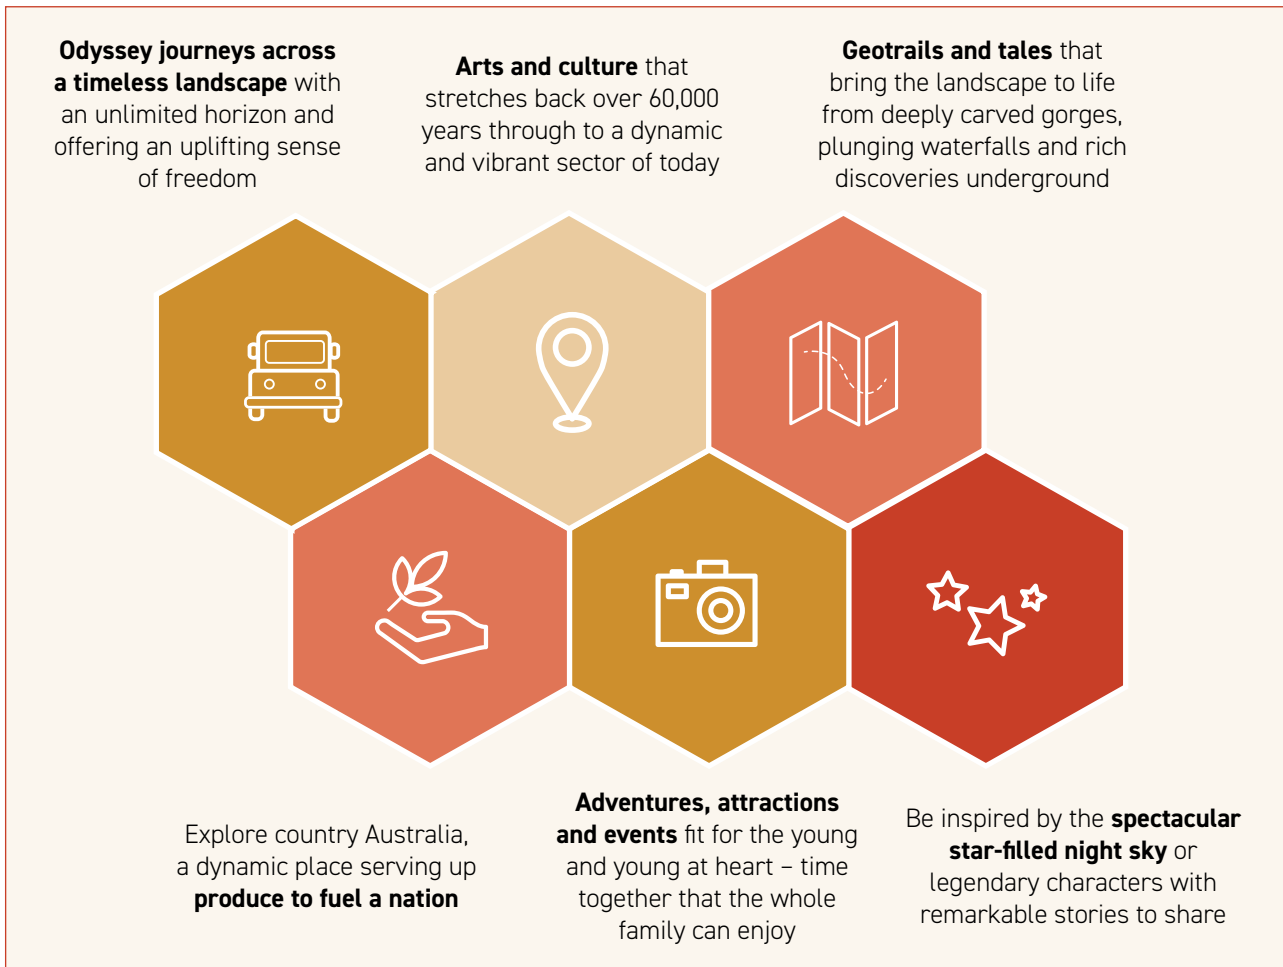 Odyssey journeys across
a timeless landscape with
an unlimited horizon and
offering an uplifting sense
of freedom
Arts and culture that
stretches back over 60,000
years through to a dynamic
and vibrant sector of today
Geotrails and tales that
bring the landscape to life
from deeply carved gorges,
plunging waterfalls and rich
discoveries underground
Explore country Australia,
a dynamic place serving up
produce to fuel a nation
Adventures, attractions
and events fit for the young
and young at heart – time
together that the whole
family can enjoy
Be inspired by the spectacular
star-filled night sky or
legendary characters with
remarkable stories to share